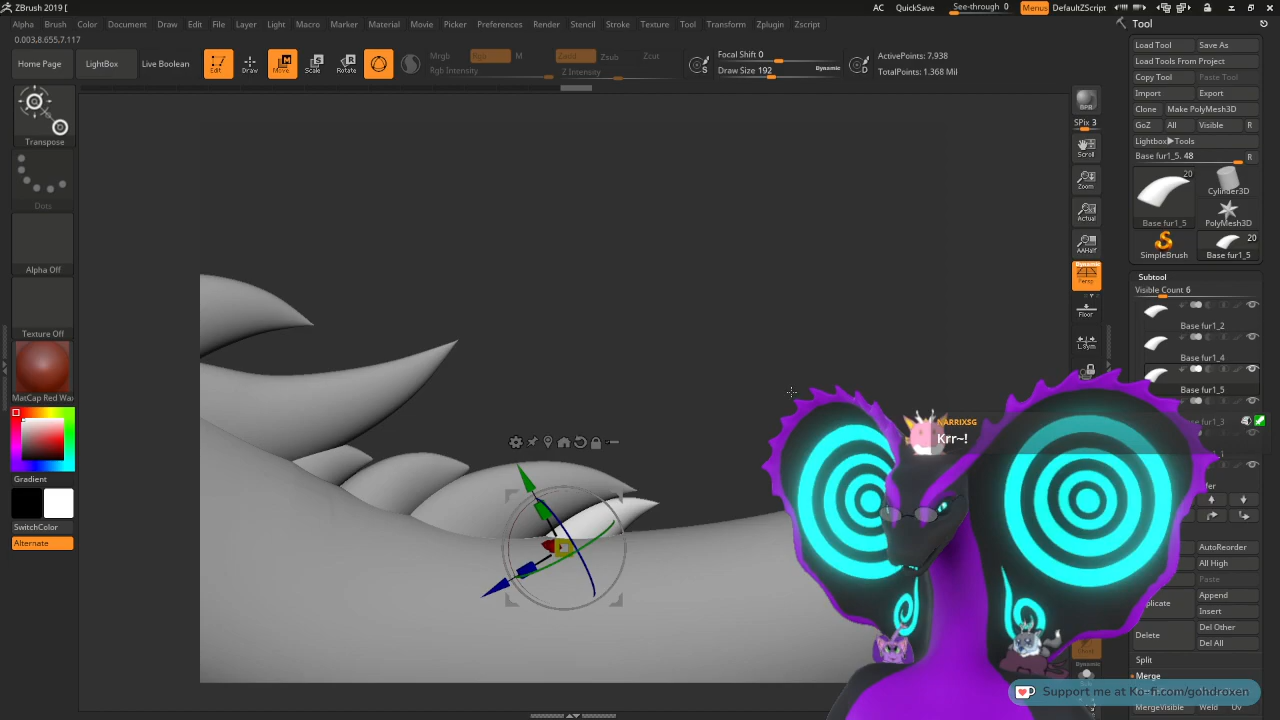 ZBrush 2019 [
AC QuickSave See-through 0 Menus DefaultZScript
Alpha Brush Color Document Draw Edit File Layer Light Macro Marker Material Movie Picker Preferences Render Stencil Stroke Texture Tool Transform Zplugin Zscript
0.003,8.655,7.117
Home Page LightBox Live Boolean Edit Draw Move Scale Rotate
Mrgb Rgb M Zadd Zsub Zcut
Rgb Intensity Z Intensity
Focal Shift 0
Draw Size 192 Dynamic
ActivePoints: 7,938
TotalPoints: 1.368 Mil
Transpose
Dots
Alpha Off
Texture Off
MatCap Red Wax
Gradient
SwitchColor
Alternate
BPR
SPix 3
Scroll
Zoom
Actual
AAHalf
Dynamic
Persp
Floor
L.Sym
Dynamic
Tool
Load Tool Save As
Load Tools From Project
Copy Tool Paste Tool
Import Export
Clone Make PolyMesh3D
GoZ All Visible R
Lightbox▶Tools
Base fur1_5. 48 R
20
Cylinder3D
Base fur1_5 PolyMesh3D
20
SimpleBrush Base fur1_5
Subtool
Visible Count 6
Base fur1_2
Base fur1_4
Base fur1_5
NARRIXSG
Krr~!
AutoReorder
All High
Paste
Append
Insert
Delete Del Other
Del All
Split
Merge
Support me at Ko-fi.com/gohdroxen
MergeVisible Weld Uv